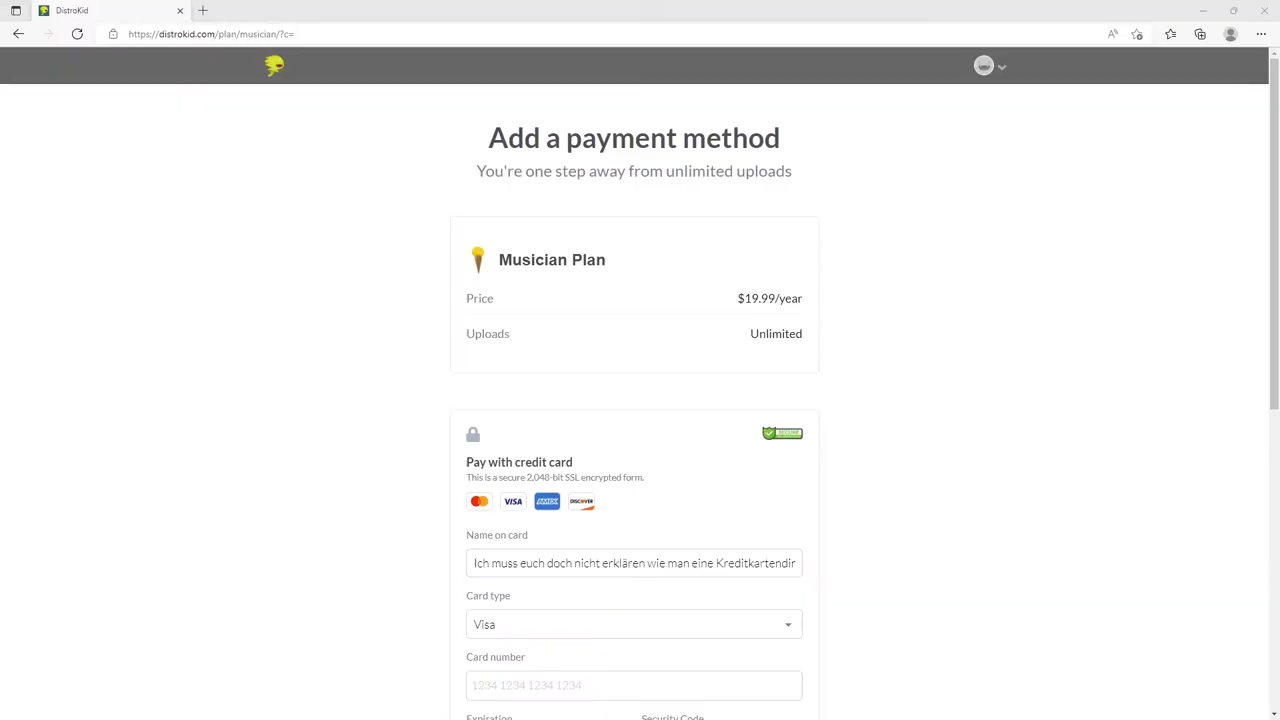 DistroKid
https://distrokid.com/plan/musician/?c=
Add a payment method
You're one step away from unlimited uploads
Musician Plan
Price $19.99/year
Uploads Unlimited
Pay with credit card
This is a secure 2,048-bit SSL encrypted form.
VISA AMEX DISCOVER
Name on card
Ich muss euch doch nicht erklären wie man eine Kreditkartendir
Card type
Visa
Card number
1234 1234 1234 1234
Expiration Security Code